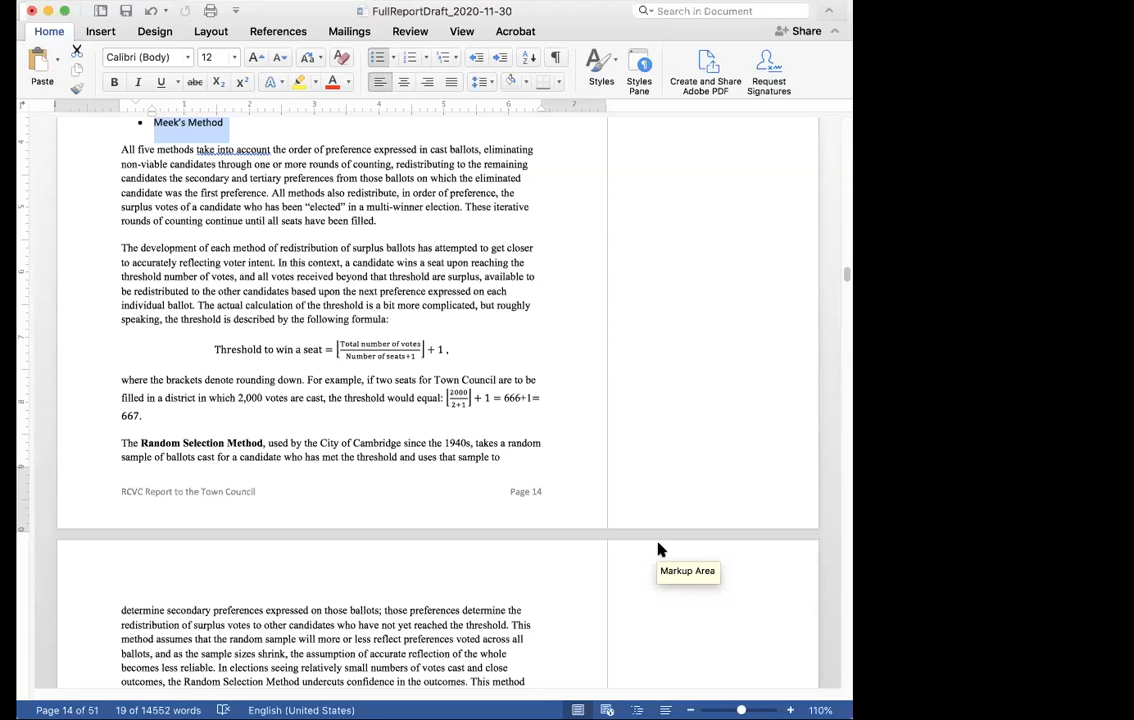 FullReportDraft_2020-11-30
Search in Document
Home Insert Design Layout References Mailings Review View Acrobat Share
Paste Calibri (Body) 12 Styles Styles Pane Create and Share Adobe PDF Request Signatures
B I U abc X2 X2 A A
1 1 2 3 4 5 6 7
• Meek's Method
All five methods take into account the order of preference expressed in cast ballots, eliminating
non-viable candidates through one or more rounds of counting, redistributing to the remaining
candidates the secondary and tertiary preferences from those ballots on which the eliminated
candidate was the first preference. All methods also redistribute, in order of preference, the
surplus votes of a candidate who has been “elected” in a multi-winner election. These iterative
rounds of counting continue until all seats have been filled.
The development of each method of redistribution of surplus ballots has attempted to get closer
to accurately reflecting voter intent. In this context, a candidate wins a seat upon reaching the
threshold number of votes, and all votes received beyond that threshold are surplus, available to
be redistributed to the other candidates based upon the next preference expressed on each
individual ballot. The actual calculation of the threshold is a bit more complicated, but roughly
speaking, the threshold is described by the following formula:
Threshold to win a seat = ⌊Total number of votes / Number of seats+1⌋ + 1 ,
where the brackets denote rounding down. For example, if two seats for Town Council are to be
filled in a district in which 2,000 votes are cast, the threshold would equal: ⌊2000 / 2+1⌋ + 1 = 666+1=
667.
The Random Selection Method, used by the City of Cambridge since the 1940s, takes a random
sample of ballots cast for a candidate who has met the threshold and uses that sample to
RCVC Report to the Town Council Page 14
Markup Area
determine secondary preferences expressed on those ballots; those preferences determine the
redistribution of surplus votes to other candidates who have not yet reached the threshold. This
method assumes that the random sample will more or less reflect preferences voted across all
ballots, and as the sample sizes shrink, the assumption of accurate reflection of the whole
becomes less reliable. In elections seeing relatively small numbers of votes cast and close
outcomes, the Random Selection Method undercuts confidence in the outcomes. This method
Page 14 of 51 19 of 14552 words English (United States) 110%